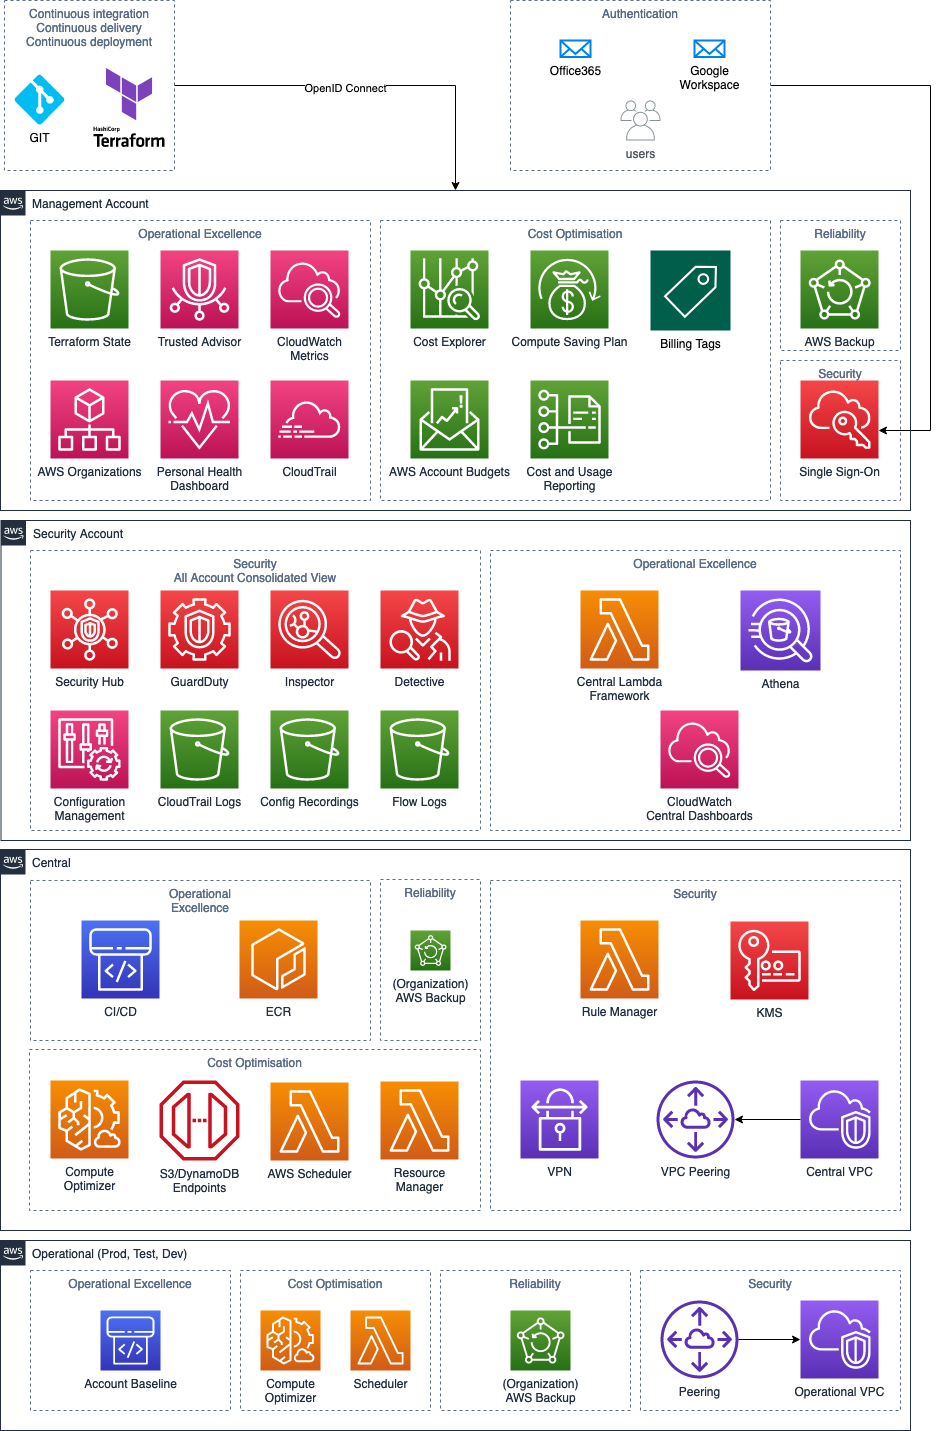 Continuous integration
Continuous delivery
Continuous deployment
GIT
HashiCorp
Terraform
OpenID Connect
Authentication
Office365
Google
Workspace
users
aws
Management Account
Operational Excellence
Terraform State
Trusted Advisor
CloudWatch
Metrics
AWS Organizations
Personal Health
Dashboard
CloudTrail
Cost Optimisation
Cost Explorer
Compute Saving Plan
Billing Tags
AWS Account Budgets
Cost and Usage
Reporting
Reliability
AWS Backup
Security
Single Sign-On
aws
Security Account
Security
All Account Consolidated View
Security Hub
GuardDuty
Inspector
Detective
Configuration
Management
CloudTrail Logs
Config Recordings
Flow Logs
Operational Excellence
Central Lambda
Framework
Athena
CloudWatch
Central Dashboards
aws
Central
Operational
Excellence
CI/CD
ECR
Reliability
(Organization)
AWS Backup
Security
Rule Manager
KMS
VPN
VPC Peering
Central VPC
Cost Optimisation
Compute
Optimizer
S3/DynamoDB
Endpoints
AWS Scheduler
Resource
Manager
aws
Operational (Prod, Test, Dev)
Operational Excellence
Account Baseline
Cost Optimisation
Compute
Optimizer
Scheduler
Reliability
(Organization)
AWS Backup
Security
Peering
Operational VPC